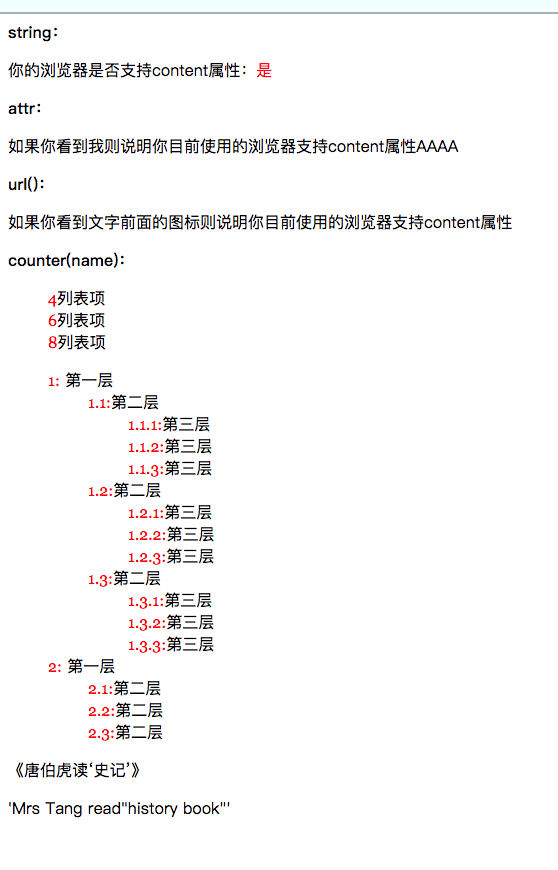 string：
你的浏览器是否支持content属性：是
attr：
如果你看到我则说明你目前使用的浏览器支持content属性AAAA
url()：
如果你看到文字前面的图标则说明你目前使用的浏览器支持content属性
counter(name)：
4列表项
6列表项
8列表项
1: 第一层
1.1:第二层
1.1.1:第三层
1.1.2:第三层
1.1.3:第三层
1.2:第二层
1.2.1:第三层
1.2.2:第三层
1.2.3:第三层
1.3:第二层
1.3.1:第三层
1.3.2:第三层
1.3.3:第三层
2: 第一层
2.1:第二层
2.2:第二层
2.3:第二层
《唐伯虎读‘史记’》
'Mrs Tang read"history book"'